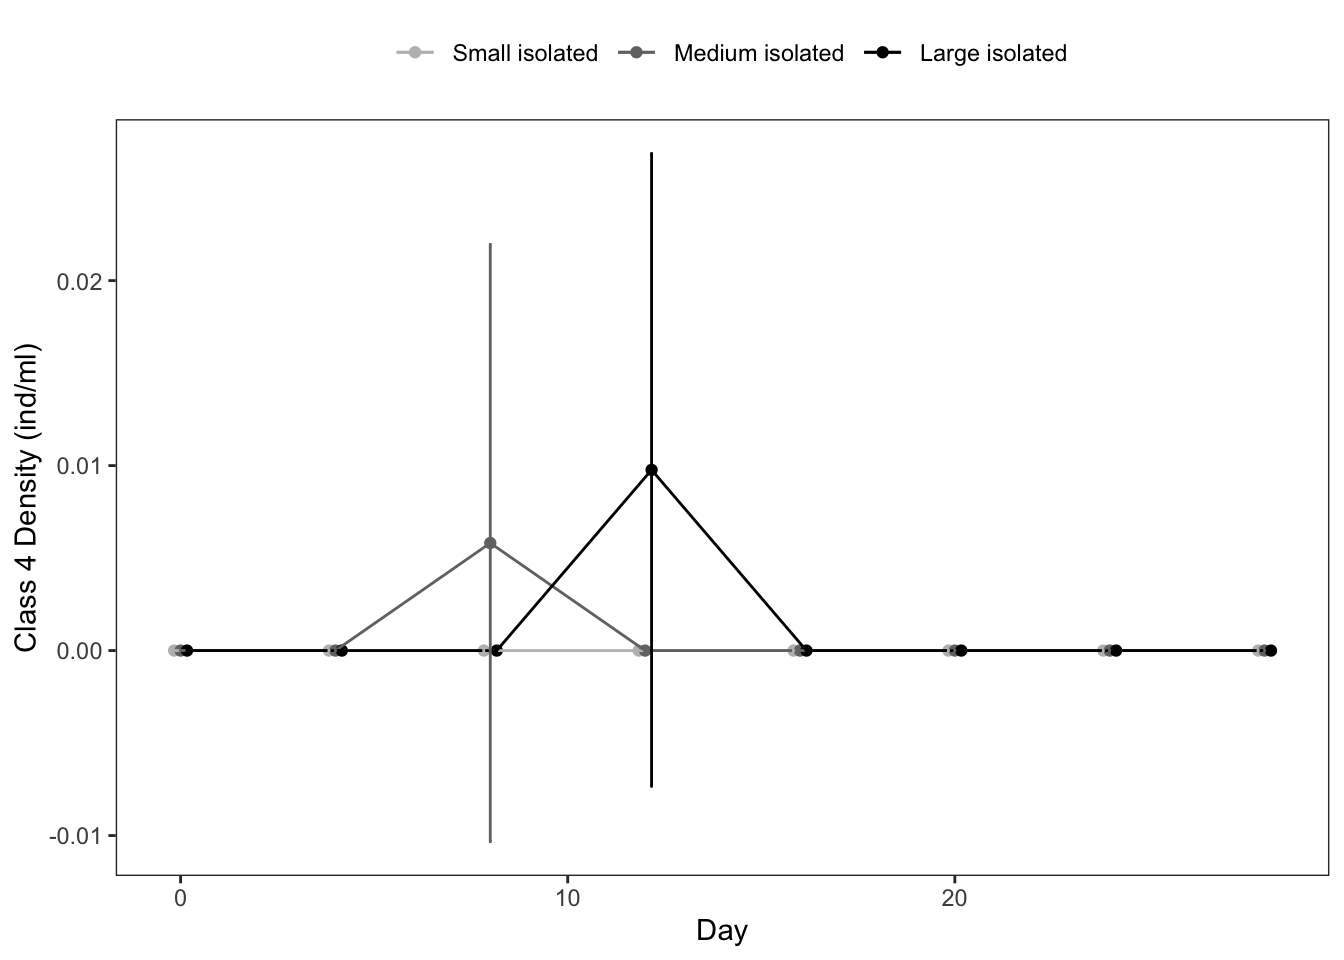 Small isolated Medium isolated Large isolated
Class 4 Density (ind/ml)
0.02
0.01
0.00
-0.01
0 10 20
Day